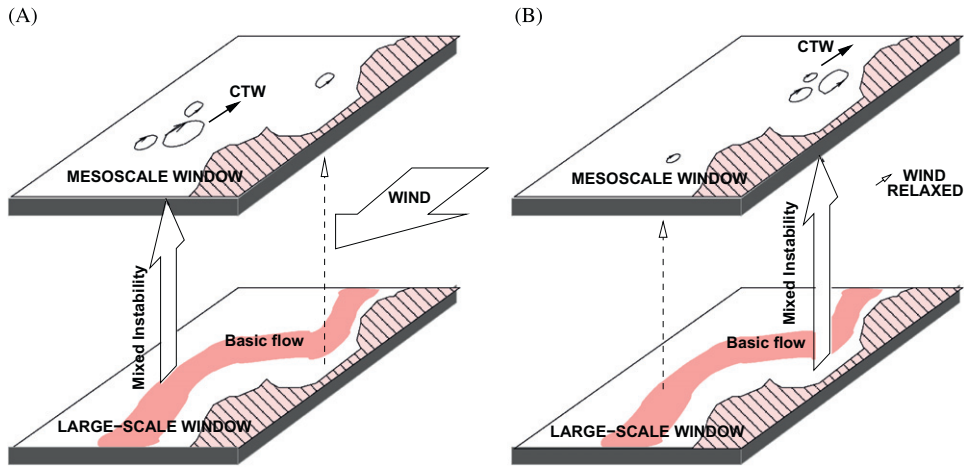 (A)
CTW
MESOSCALE WINDOW
WIND
Mixed Instability
Basic flow
LARGE−SCALE WINDOW
(B)
CTW
MESOSCALE WINDOW
WIND
RELAXED
Mixed Instability
Basic flow
LARGE−SCALE WINDOW